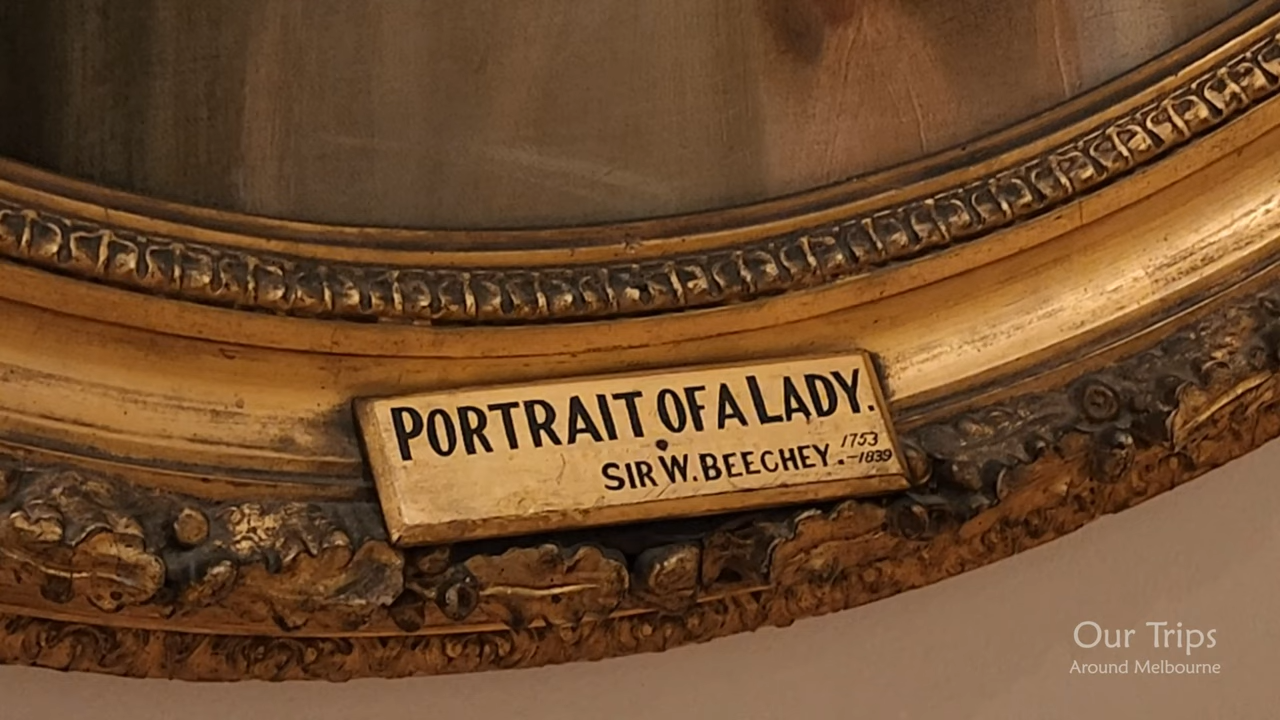 PORTRAIT OF A LADY.
SIR W. BEECHEY. 1753
-1839
Our Trips
Around Melbourne